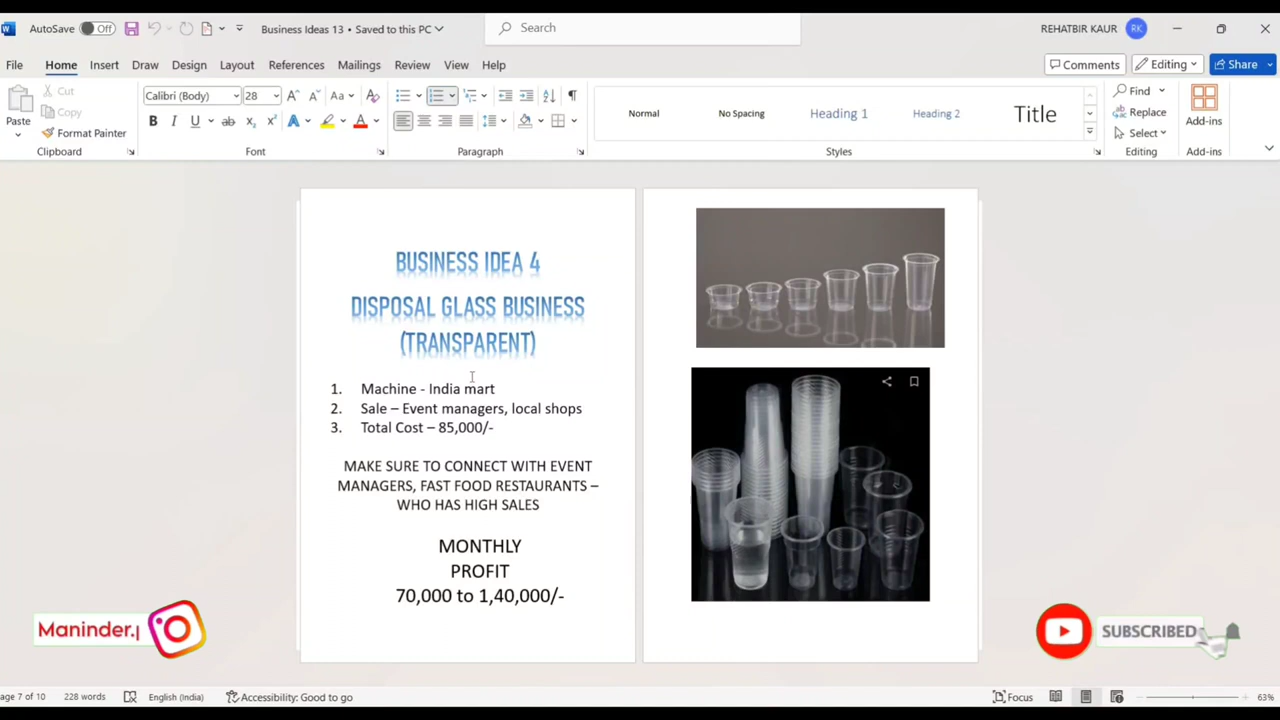 AutoSave Off Business Ideas 13 • Saved to this PC Search REHATBIR KAUR RK
File Home Insert Draw Design Layout References Mailings Review View Help Comments Editing Share
Paste Cut Copy Format Painter
Calibri (Body) 28
Normal No Spacing Heading 1 Heading 2 Title
Find Replace Select Add-ins
Clipboard Font Paragraph Styles Editing Add-ins
BUSINESS IDEA 4
DISPOSAL GLASS BUSINESS
(TRANSPARENT)
1. Machine - India mart
2. Sale – Event managers, local shops
3. Total Cost – 85,000/-
MAKE SURE TO CONNECT WITH EVENT
MANAGERS, FAST FOOD RESTAURANTS –
WHO HAS HIGH SALES
MONTHLY
PROFIT
70,000 to 1,40,000/-
Maninder.
SUBSCRIBED
age 7 of 10 228 words English (India) Accessibility: Good to go Focus 63%